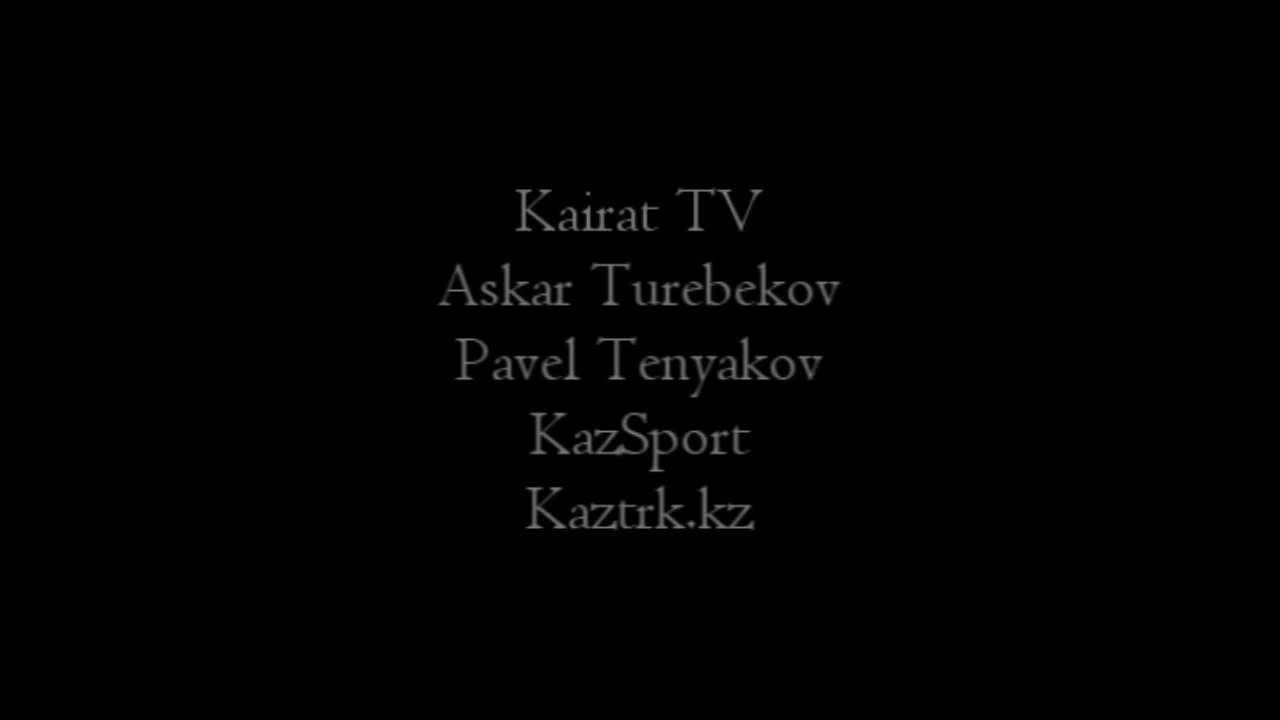 Kairat TV
Askar Turebekov
Pavel Tenyakov
KazSport
Kaztrk.kz